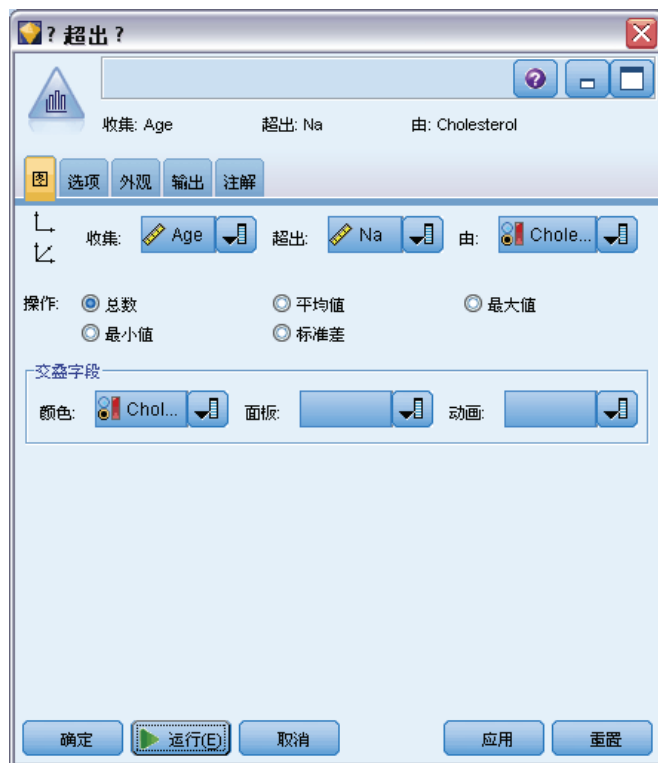 ? 超出 ?
收集: Age 超出: Na 由: Cholesterol
图 选项 外观 输出 注解
收集: Age 超出: Na 由: Chole...
操作: 总数 平均值 最大值
最小值 标准差
交叠字段
颜色: Chol... 面板: 动画:
确定 运行(E) 取消 应用 重置